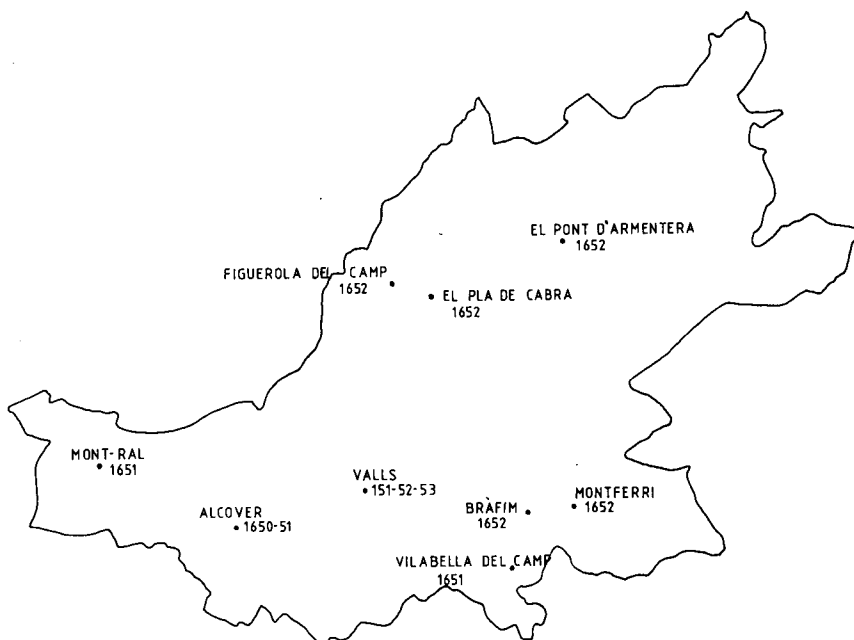 EL PONT D'ARMENTERA
1652
FIGUEROLA DEL CAMP
1652
EL PLA DE CABRA
1652
MONT-RAL
1651
VALLS
151-52-53
ALCOVER
1650-51
BRÀFIM
1652
MONTFERRI
1652
VILABELLA DEL CAMP
1651